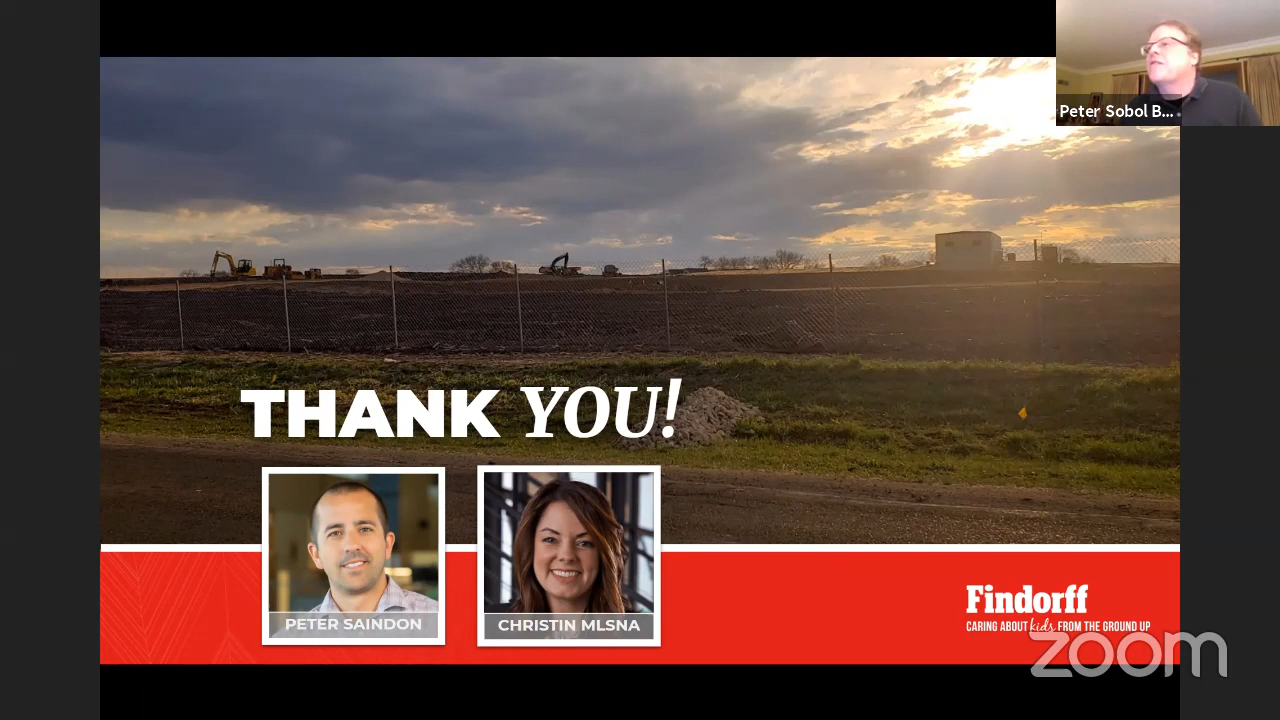 Peter Sobol B...
THANK YOU!
PETER SAINDON
CHRISTIN MLSNA
Findorff
CARING ABOUT kids FROM THE GROUND UP
zoom